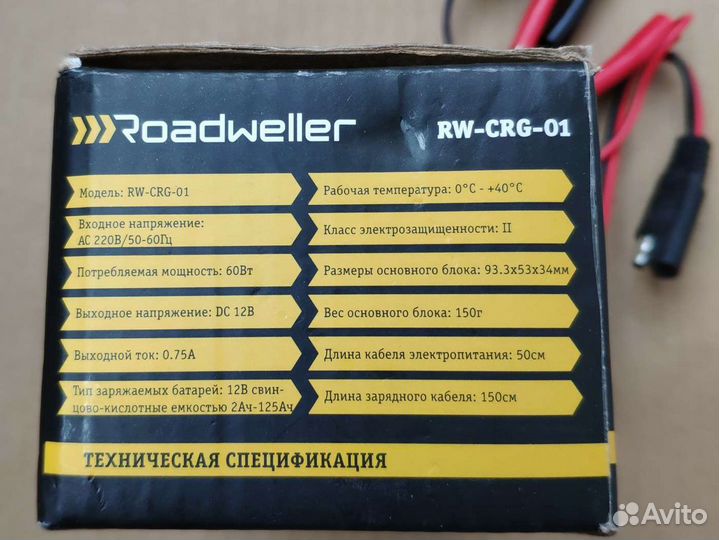 Roadweller
RW-CRG-01
Модель: RW-CRG-01
Входное напряжение:
AC 220В/50-60Гц
Потребляемая мощность: 60Вт
Выходное напряжение: DC 12В
Выходной ток: 0.75А
Тип заряжаемых батарей: 12В свин-
цово-кислотные емкостью 2Ач-125Ач
Рабочая температура: 0°C - +40°C
Класс электрозащищенности: II
Размеры основного блока: 93.3x53x34мм
Вес основного блока: 150г
Длина кабеля электропитания: 50см
Длина зарядного кабеля: 150см
ТЕХНИЧЕСКАЯ СПЕЦИФИКАЦИЯ
Avito